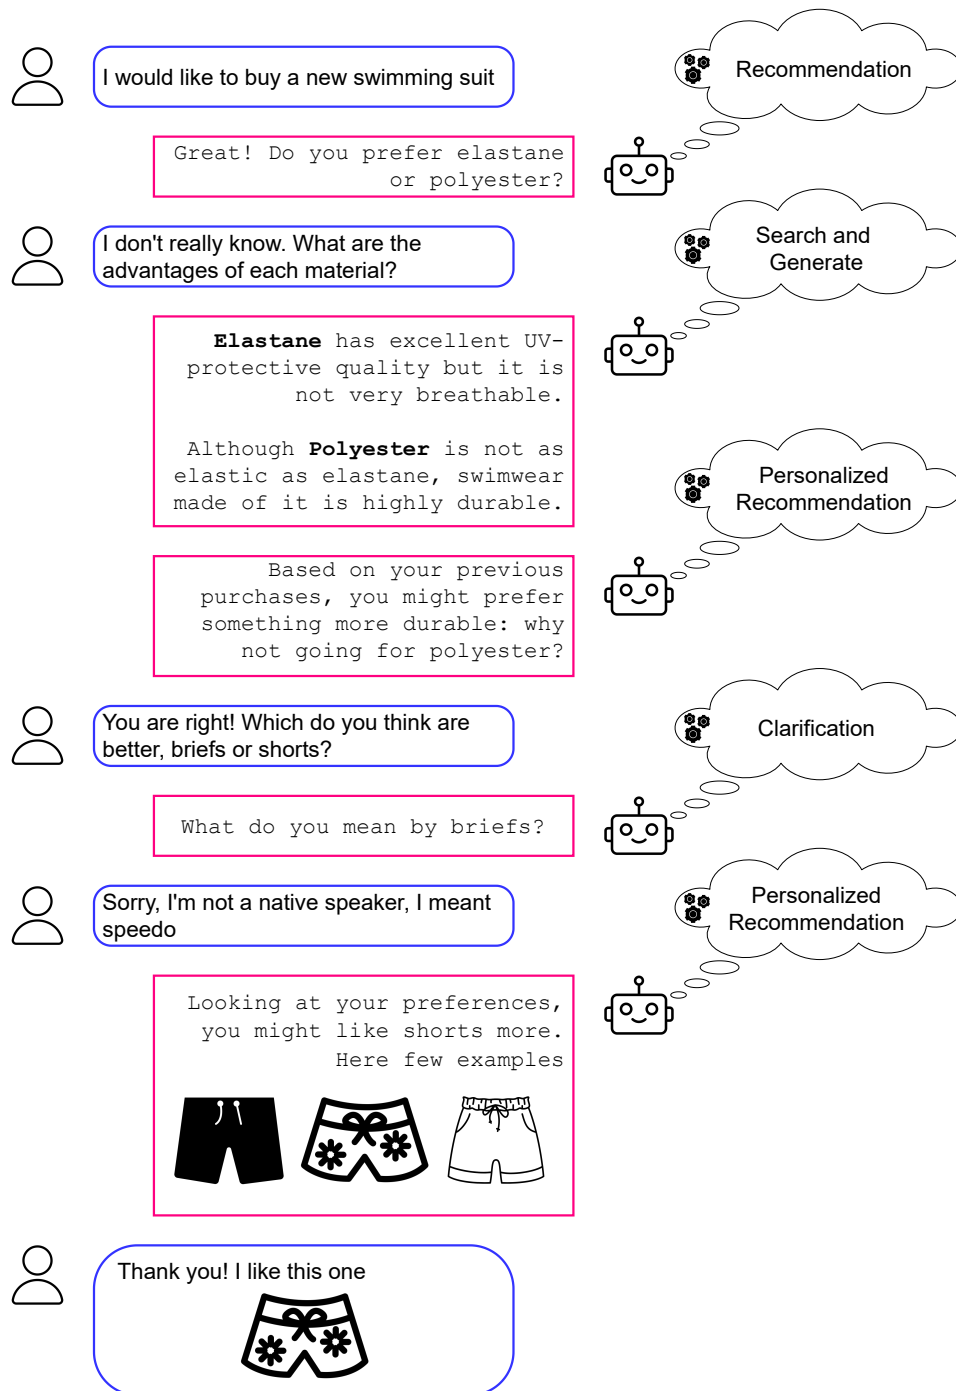 I would like to buy a new swimming suit
Recommendation
Great! Do you prefer elastane
or polyester?
I don't really know. What are the
advantages of each material?
Search and
Generate
Elastane has excellent UV-
protective quality but it is
not very breathable.
Although Polyester is not as
elastic as elastane, swimwear
made of it is highly durable.
Personalized
Recommendation
Based on your previous
purchases, you might prefer
something more durable: why
not going for polyester?
You are right! Which do you think are
better, briefs or shorts?
Clarification
What do you mean by briefs?
Sorry, I'm not a native speaker, I meant
speedo
Personalized
Recommendation
Looking at your preferences,
you might like shorts more.
Here few examples
Thank you! I like this one